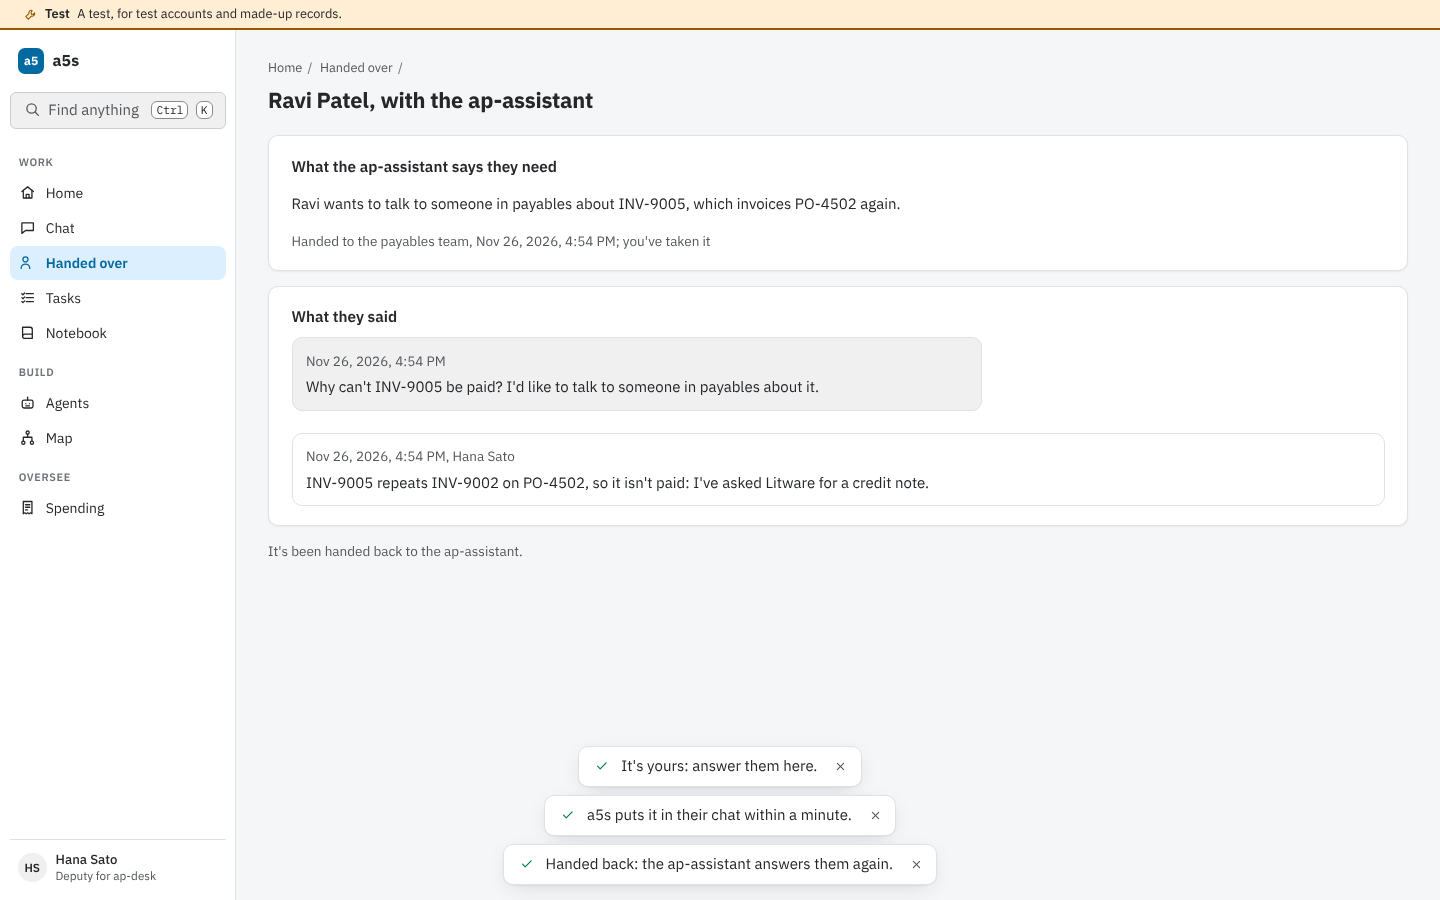 Test A test, for test accounts and made-up records.
a5 a5s
Find anything Ctrl K
WORK
Home
Chat
Handed over
Tasks
Notebook
BUILD
Agents
Map
OVERSEE
Spending
HS Hana Sato
Deputy for ap-desk
Home / Handed over /
Ravi Patel, with the ap-assistant
What the ap-assistant says they need
Ravi wants to talk to someone in payables about INV-9005, which invoices PO-4502 again.
Handed to the payables team, Nov 26, 2026, 4:54 PM; you've taken it
What they said
Nov 26, 2026, 4:54 PM
Why can't INV-9005 be paid? I'd like to talk to someone in payables about it.
Nov 26, 2026, 4:54 PM, Hana Sato
INV-9005 repeats INV-9002 on PO-4502, so it isn't paid: I've asked Litware for a credit note.
It's been handed back to the ap-assistant.
It's yours: answer them here.
a5s puts it in their chat within a minute.
Handed back: the ap-assistant answers them again.